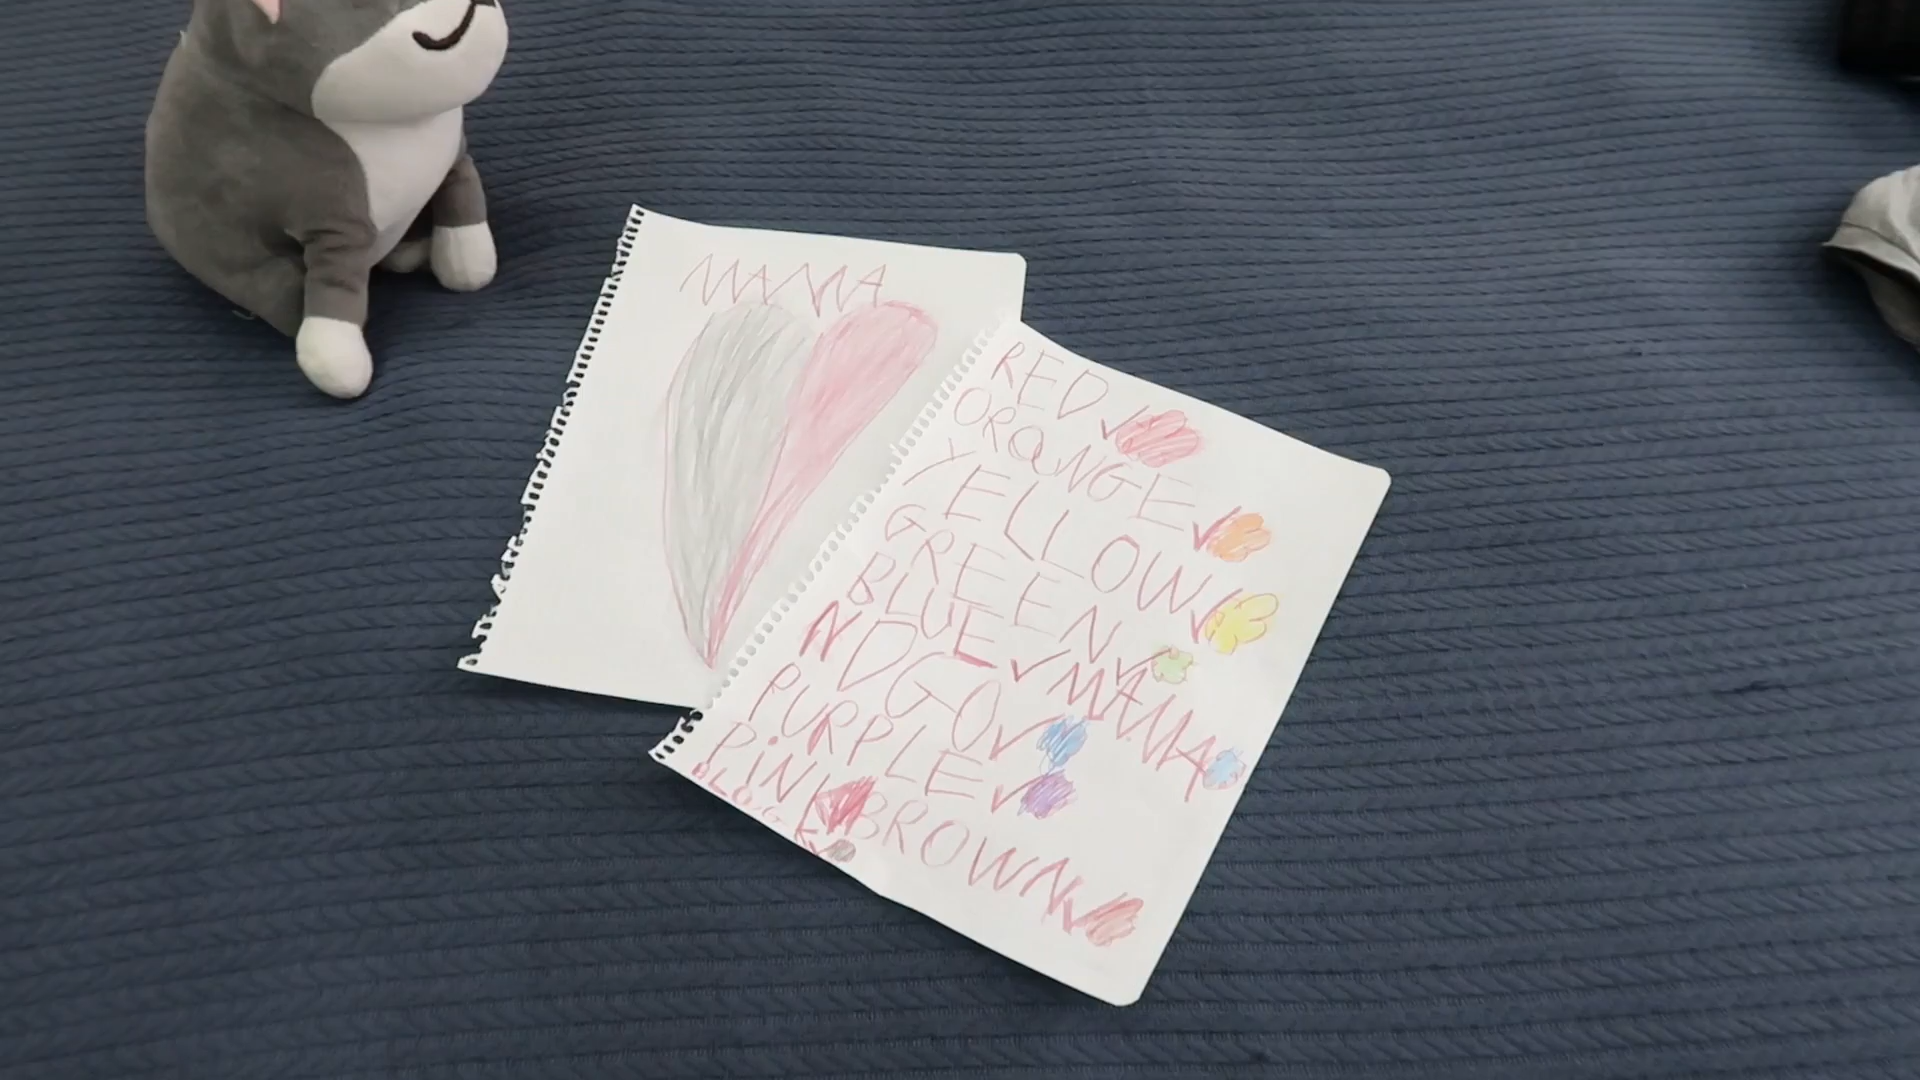 MAMA
RED
ORANGE
YELLOW
GREEN
BLUE MAMA
NDGO
PURPLE
PiNK BROWN